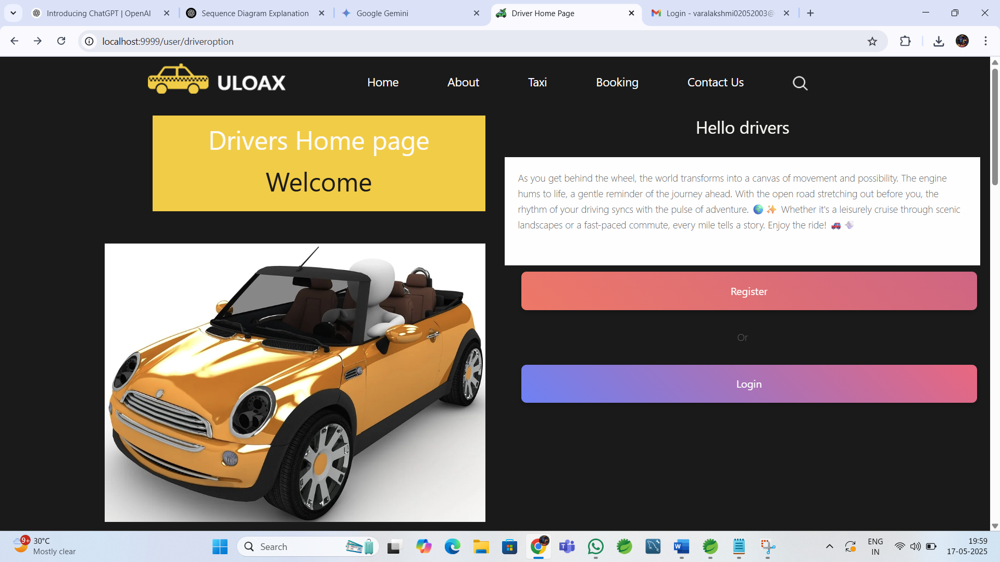 Introducing ChatGPT | OpenAI
Sequence Diagram Explanation
Google Gemini
Driver Home Page
Login - varalakshmi02052003@
localhost:9999/user/driveroption
ULOAX
Home
About
Taxi
Booking
Contact Us
Drivers Home page
Welcome
Hello drivers
As you get behind the wheel, the world transforms into a canvas of movement and possibility. The engine
hums to life, a gentle reminder of the journey ahead. With the open road stretching out before you, the
rhythm of your driving syncs with the pulse of adventure. 🌍 ✨ Whether it's a leisurely cruise through scenic
landscapes or a fast-paced commute, every mile tells a story. Enjoy the ride! 🚗 💨
Register
Or
Login
9+
30°C
Mostly clear
Search
ENG
IN
19:59
17-05-2025